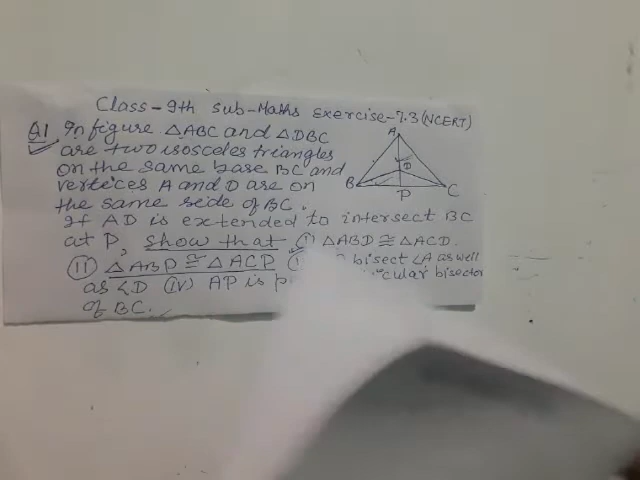 Class-9th Sub-Maths Exercise-7.3(NCERT)
Q1 In figure ΔABC and ΔDBC
are two isosceles triangles
on the same base BC and
vertices A and D are on
the same side of BC.
If AD is extended to intersect BC
at P, show that (i) ΔABD ≅ ΔACD.
(ii) ΔABP ≅ ΔACP bisect ∠A as well
as ∠D (iv) AP is bisector
of BC.
A
D
B
P
C